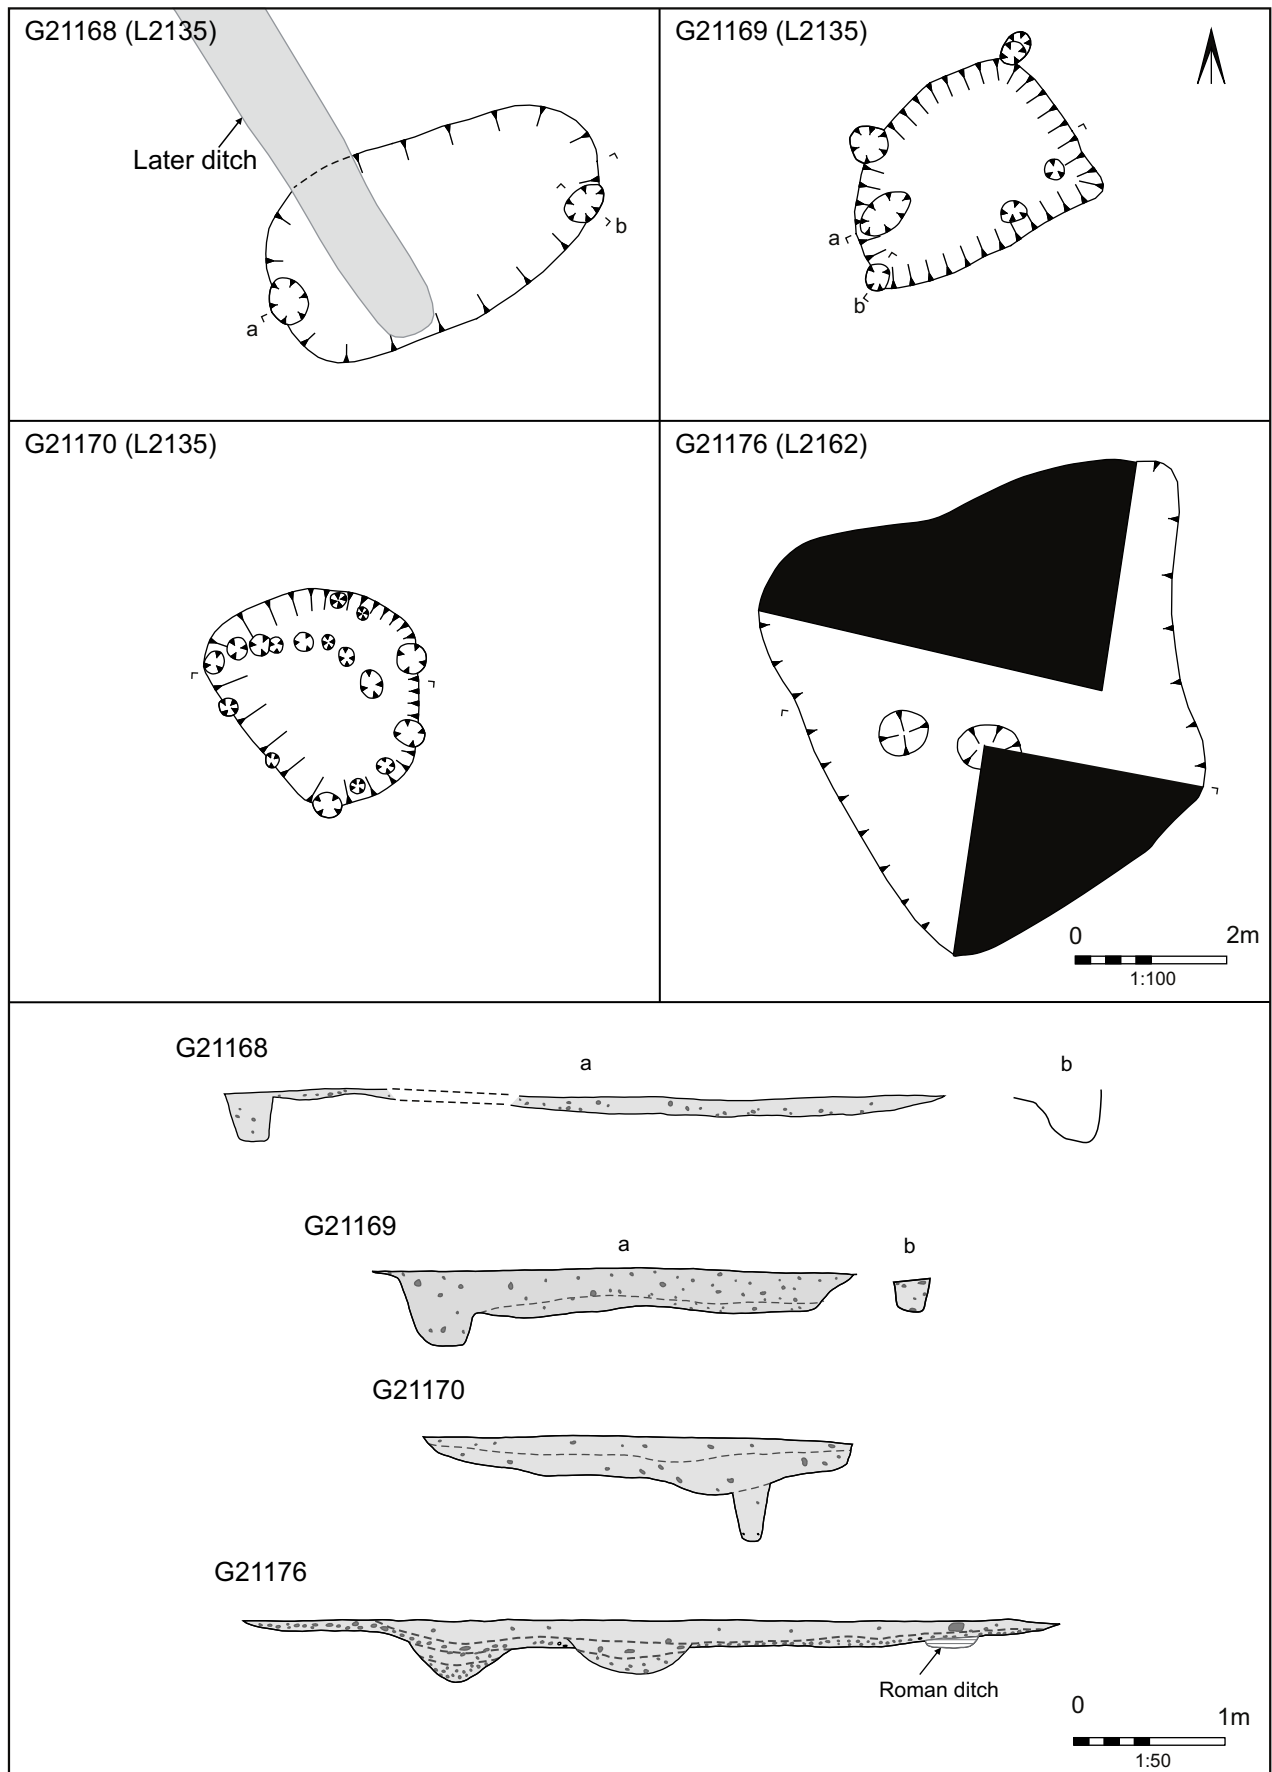 G21168 (L2135)
Later ditch
a
b
G21169 (L2135)
a
b
G21170 (L2135)
G21176 (L2162)
0 2m
1:100
G21168
a b
G21169
a b
G21170
G21176
Roman ditch
0 1m
1:50